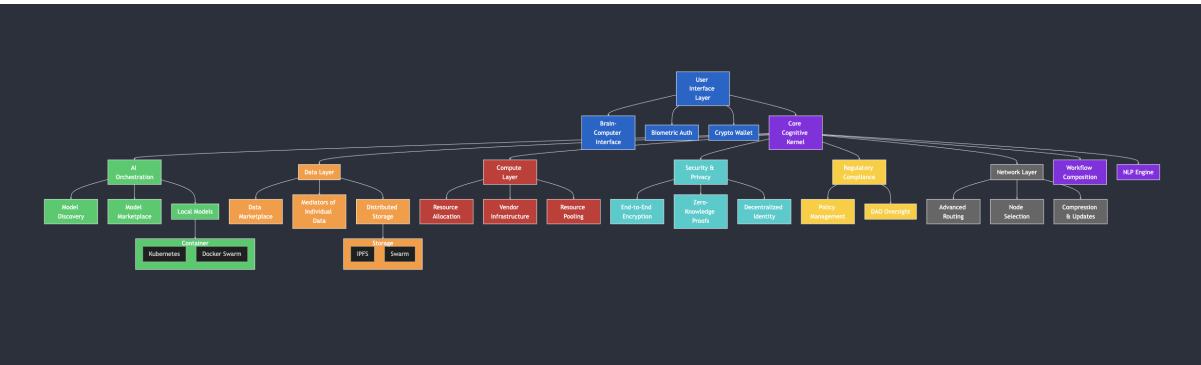 User
Interface
Layer
Brain-
Computer
Interface
Biometric Auth
Crypto Wallet
Core
Cognitive
Kernel
AI
Orchestration
Data Layer
Compute
Layer
Security &
Privacy
Regulatory
Compliance
Network Layer
Workflow
Composition
NLP Engine
Model
Discovery
Model
Marketplace
Local Models
Data
Marketplace
Mediators of
Individual
Data
Distributed
Storage
Resource
Allocation
Vendor
Infrastructure
Resource
Pooling
End-to-End
Encryption
Zero-
Knowledge
Proofs
Decentralized
Identity
Policy
Management
DAO Oversight
Advanced
Routing
Node
Selection
Compression
& Updates
Container
Kubernetes
Docker Swarm
Storage
IPFS
Swarm